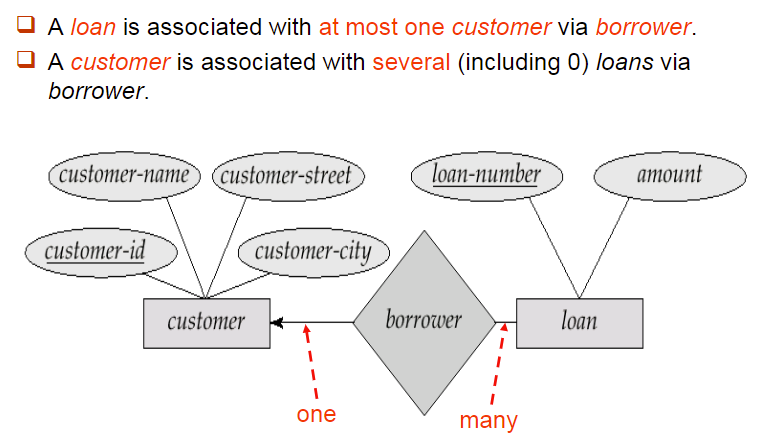 A loan is associated with at most one customer via borrower.
A customer is associated with several (including 0) loans via
borrower.
customer-name customer-street loan-number amount
customer-id customer-city
customer borrower loan
one many